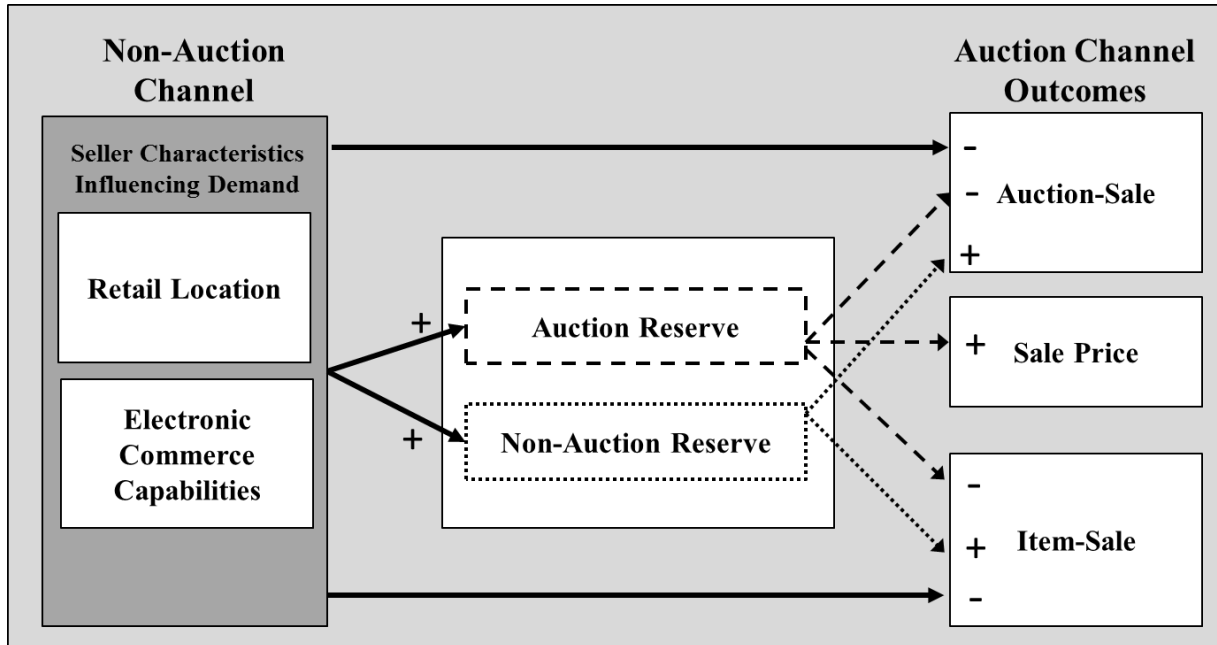 Non-Auction
Channel
Seller Characteristics
Influencing Demand
Retail Location
Electronic
Commerce
Capabilities
+
+
Auction Reserve
Non-Auction Reserve
Auction Channel
Outcomes
-
- Auction-Sale
+
+ Sale Price
-
+ Item-Sale
-